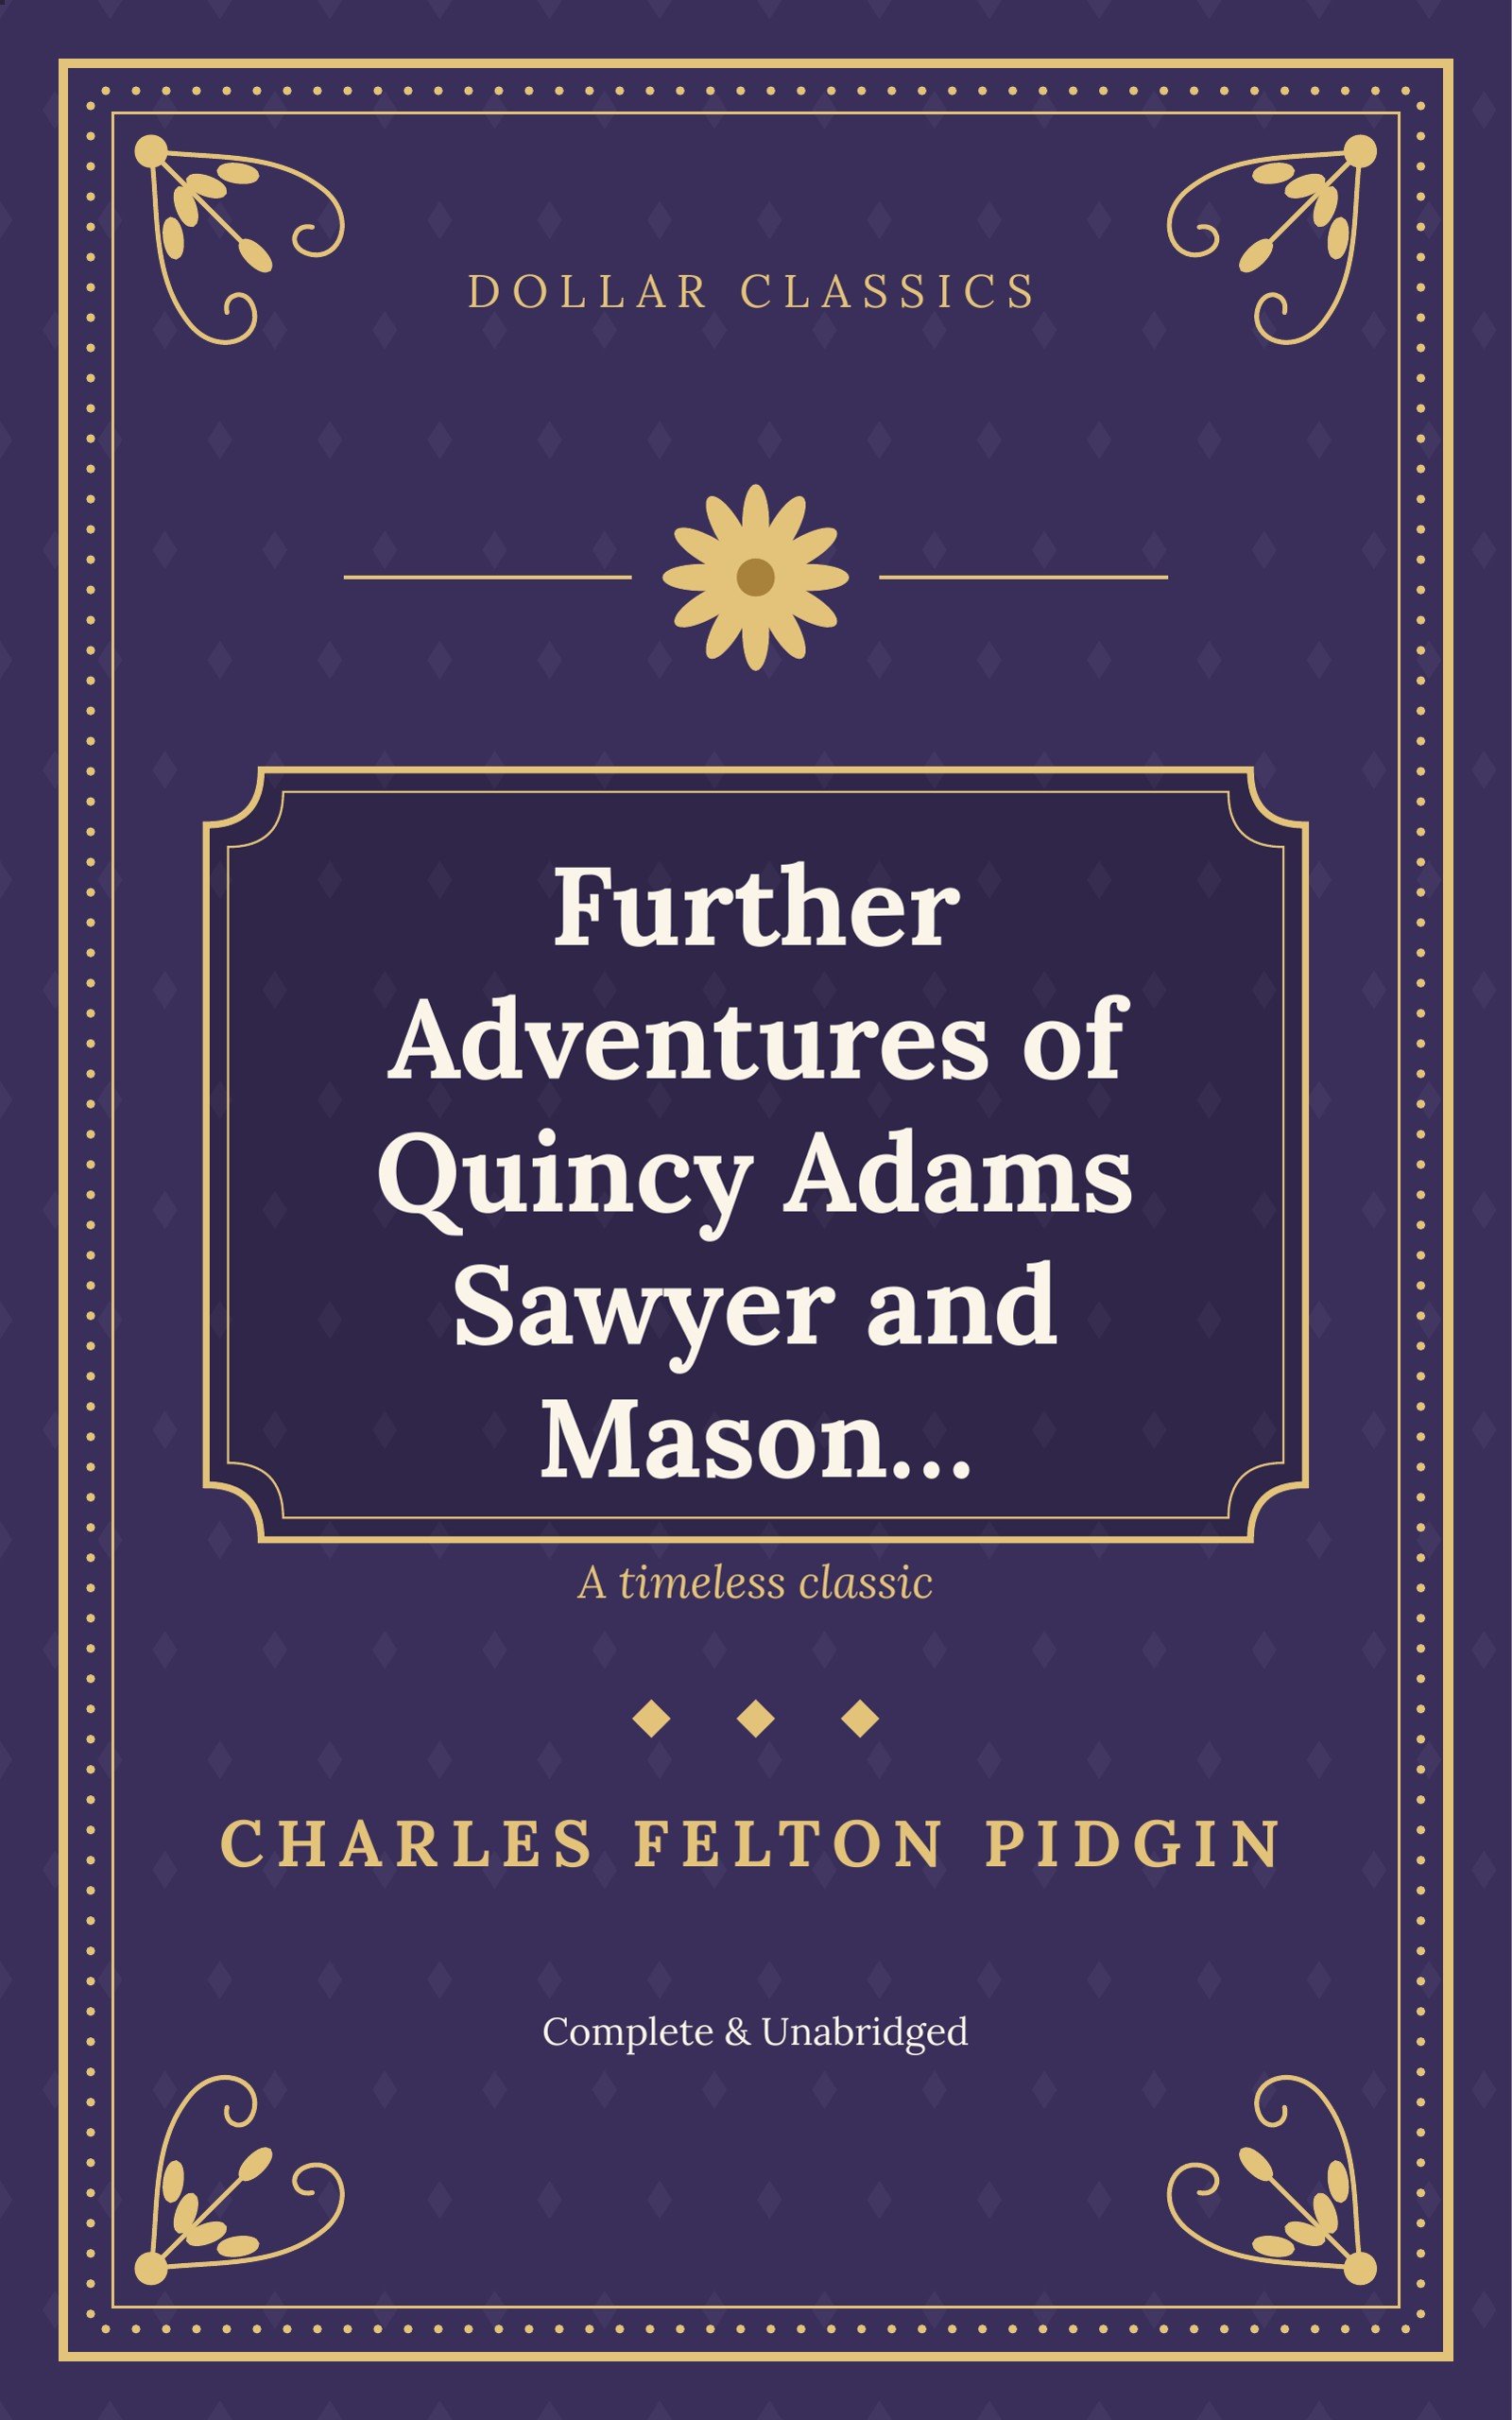 DOLLAR CLASSICS
Further
Adventures of
Quincy Adams
Sawyer and
Mason...
A timeless classic
CHARLES FELTON PIDGIN
Complete & Unabridged